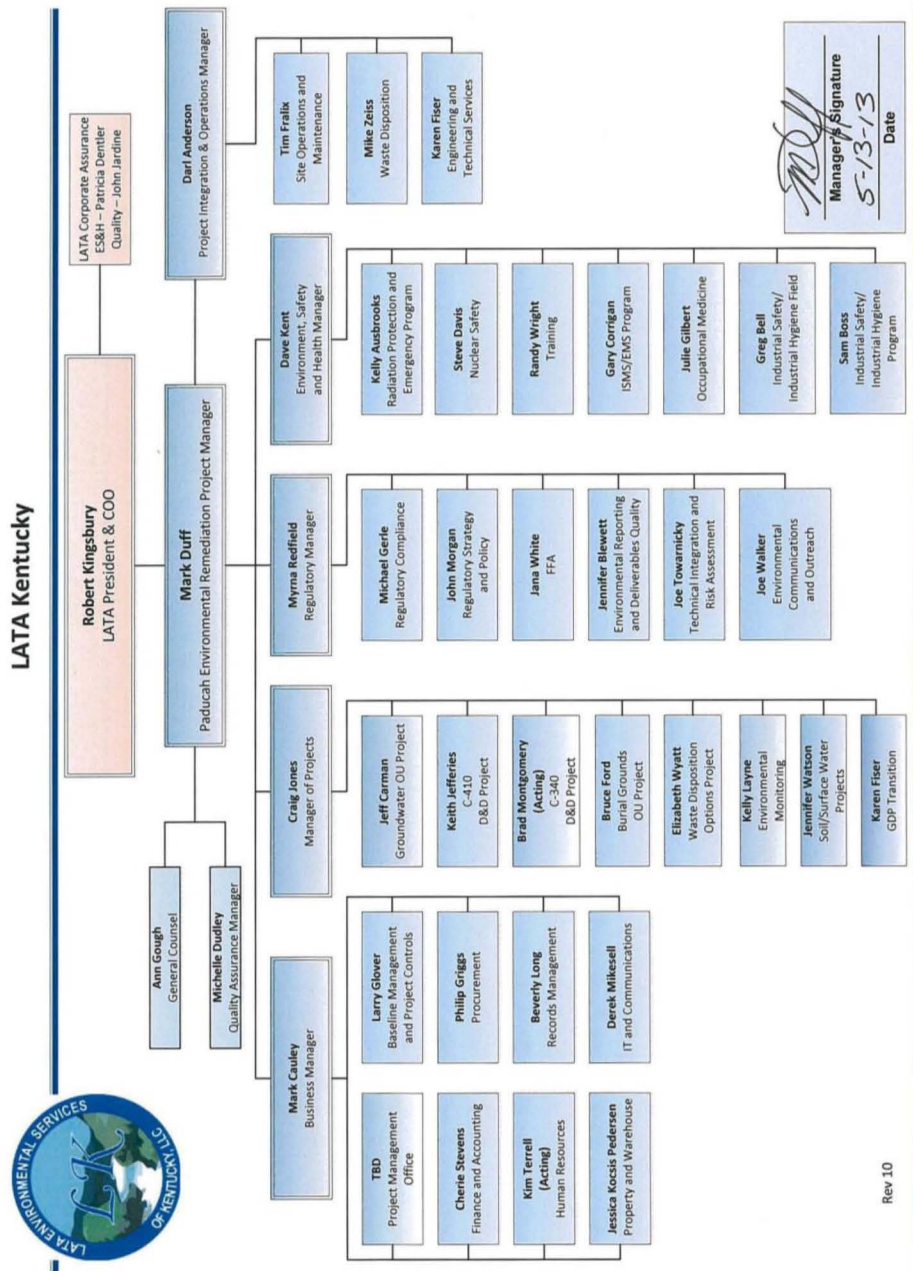 LATA Kentucky
LATA ENVIRONMENTAL SERVICES
OF KENTUCKY, LLC
LK
Robert Kingsbury
LATA President & COO
LATA Corporate Assurance
ES&H – Patricia Dentler
Quality – John Jardine
Mark Duff
Paducah Environmental Remediation Project Manager
Ann Gough
General Counsel
Michelle Dudley
Quality Assurance Manager
Darl Anderson
Project Integration & Operations Manager
Mark Cauley
Business Manager
TBD
Project Management
Office
Cherie Stevens
Finance and Accounting
Kim Terrell
(Acting)
Human Resources
Jessica Kocsis Pedersen
Property and Warehouse
Larry Glover
Baseline Management
and Project Controls
Philip Griggs
Procurement
Beverly Long
Records Management
Derek Mikesell
IT and Communications
Craig Jones
Manager of Projects
Jeff Carman
Groundwater OU Project
Keith Jefferies
C-410
D&D Project
Brad Montgomery
(Acting)
C-340
D&D Project
Bruce Ford
Burial Grounds
OU Project
Elizabeth Wyatt
Waste Disposition
Options Project
Kelly Layne
Environmental
Monitoring
Jennifer Watson
Soil/Surface Water
Projects
Karen Fiser
GDP Transition
Myrna Redfield
Regulatory Manager
Michael Gerle
Regulatory Compliance
John Morgan
Regulatory Strategy
and Policy
Jana White
FFA
Jennifer Blewett
Environmental Reporting
and Deliverables Quality
Joe Towarnicky
Technical Integration and
Risk Assessment
Joe Walker
Environmental
Communications
and Outreach
Dave Kent
Environment, Safety
and Health Manager
Kelly Ausbrooks
Radiation Protection and
Emergency Program
Steve Davis
Nuclear Safety
Randy Wright
Training
Gary Corrigan
ISMS/EMS Program
Julie Gilbert
Occupational Medicine
Greg Bell
Industrial Safety/
Industrial Hygiene Field
Sam Boss
Industrial Safety/
Industrial Hygiene
Program
Tim Fralix
Site Operations and
Maintenance
Mike Zeiss
Waste Disposition
Karen Fiser
Engineering and
Technical Services
Manager's Signature
5-13-13
Date
Rev 10